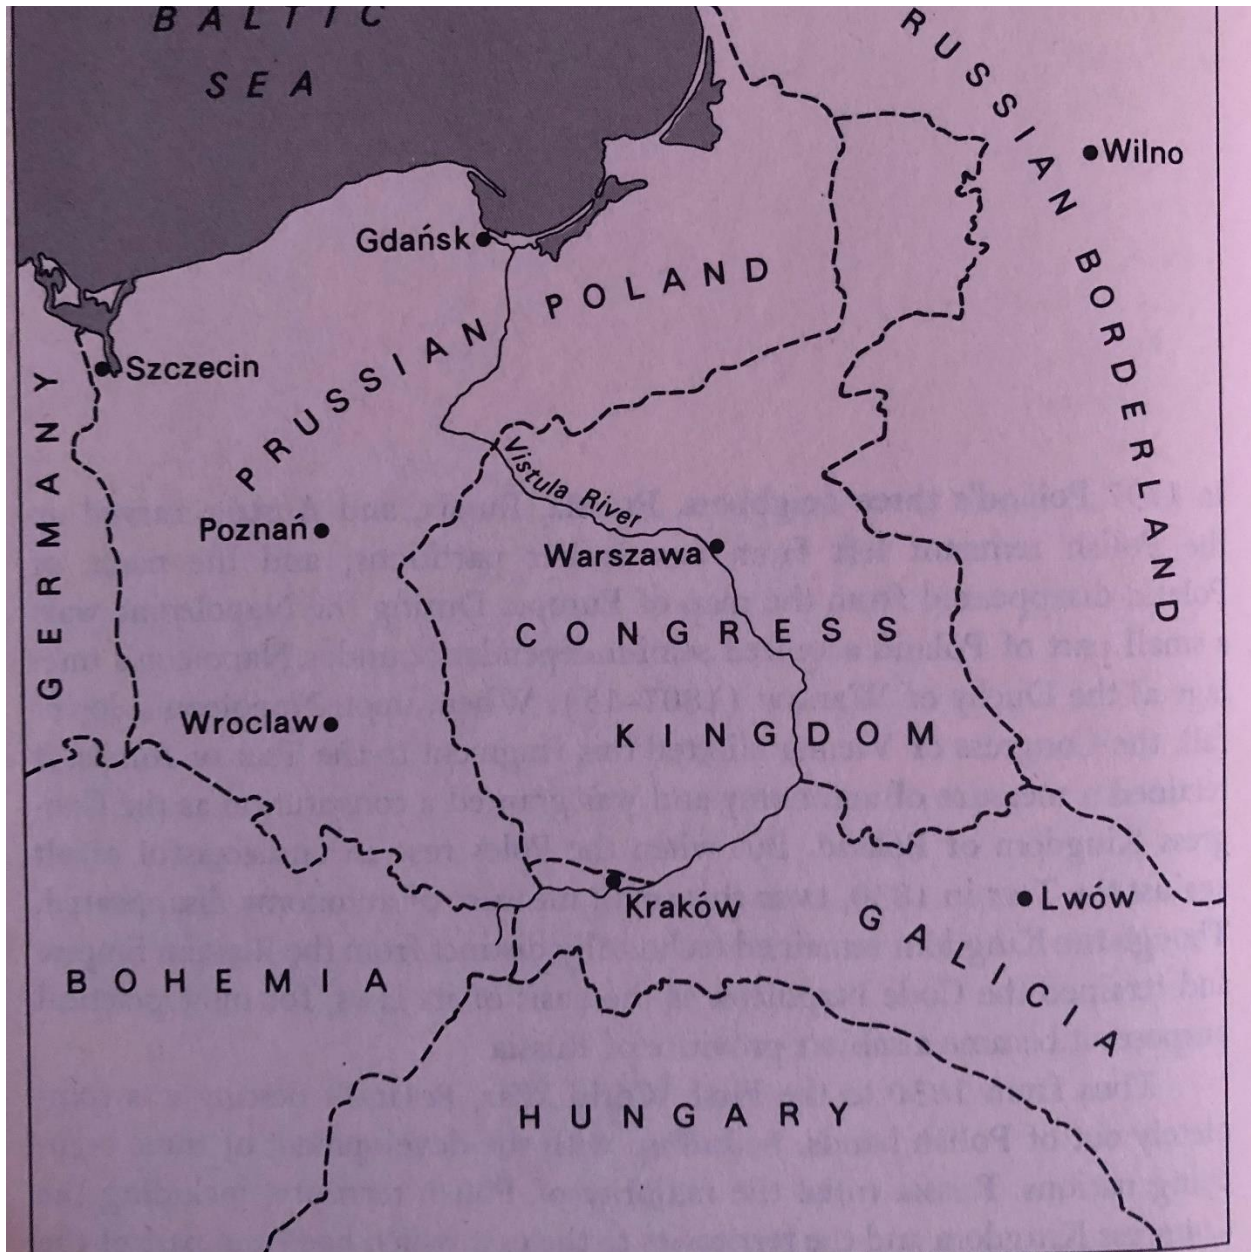 BALTIC
SEA
RUSSIAN BORDERLAND
Wilno
Gdańsk
PRUSSIAN POLAND
Szczecin
GERMANY
Vistula River
Poznań
Warszawa
CONGRESS
KINGDOM
Wroclaw
Kraków
Lwów
GALICIA
BOHEMIA
HUNGARY